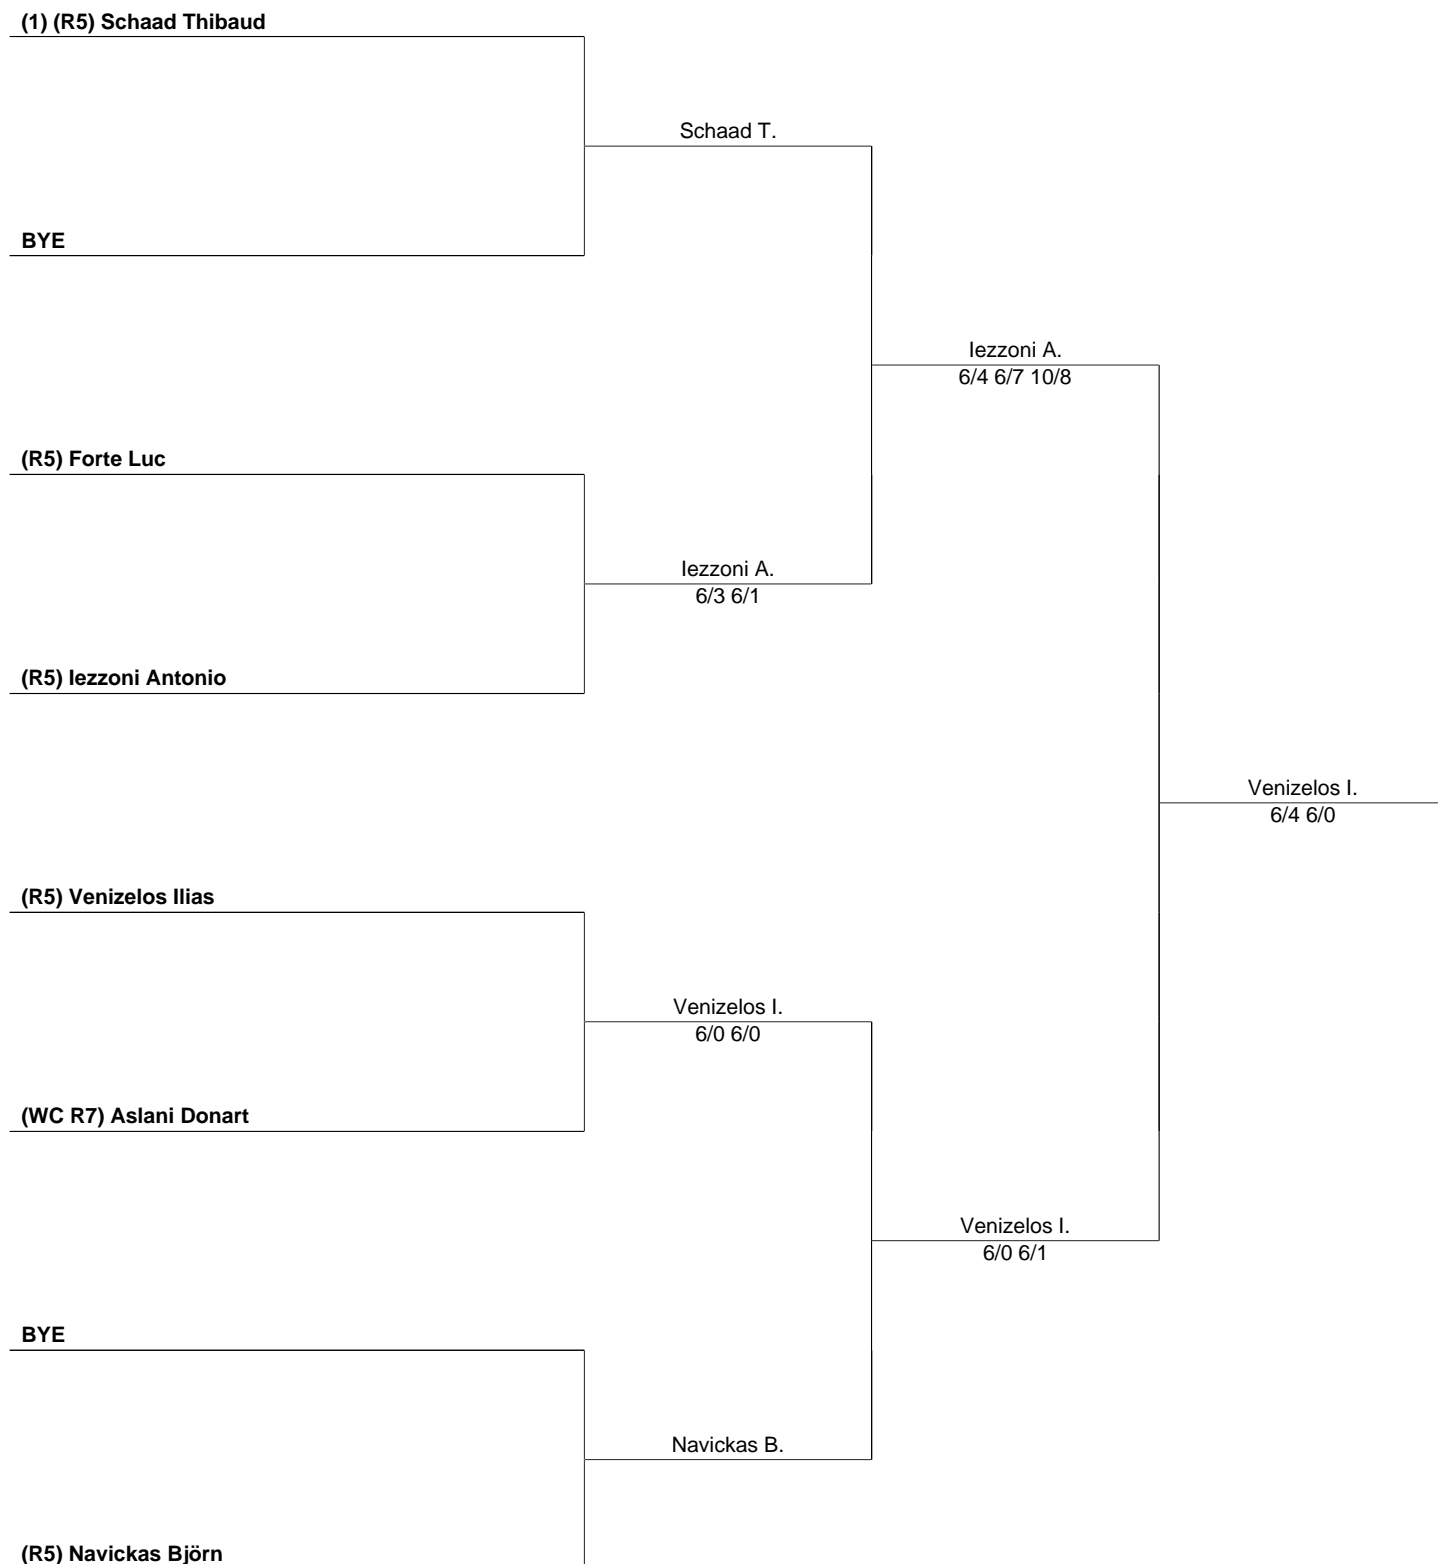 (1) (R5) Schaad Thibaud
Schaad T.
BYE
Iezzoni A.
6/4 6/7 10/8
(R5) Forte Luc
Iezzoni A.
6/3 6/1
(R5) Iezzoni Antonio
Venizelos I.
6/4 6/0
(R5) Venizelos Ilias
Venizelos I.
6/0 6/0
(WC R7) Aslani Donart
Venizelos I.
6/0 6/1
BYE
Navickas B.
(R5) Navickas Björn